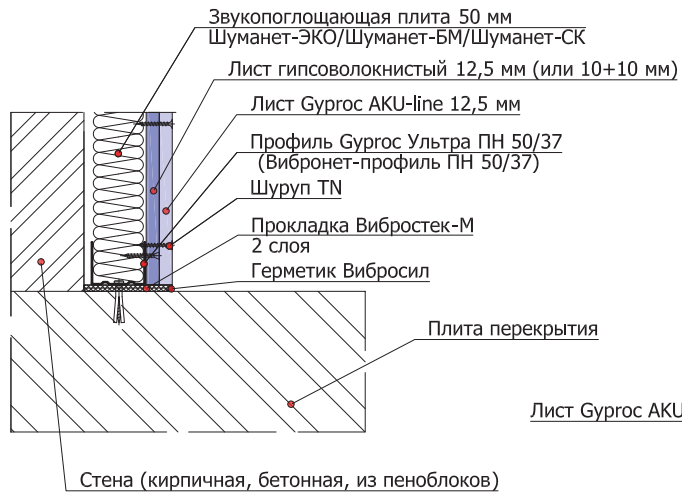 Звукопоглощающая плита 50 мм
Шуманет-ЭКО/Шуманет-БМ/Шуманет-СК
Лист гипсоволокнистый 12,5 мм (или 10+10 мм)
Лист Gyproc AKU-line 12,5 мм
Профиль Gyproc Ультра ПН 50/37
(Вибронет-профиль ПН 50/37)
Шуруп TN
Прокладка Вибростек-М
2 слоя
Герметик Вибросил
Плита перекрытия
Лист Gyproc AKU
Стена (кирпичная, бетонная, из пеноблоков)